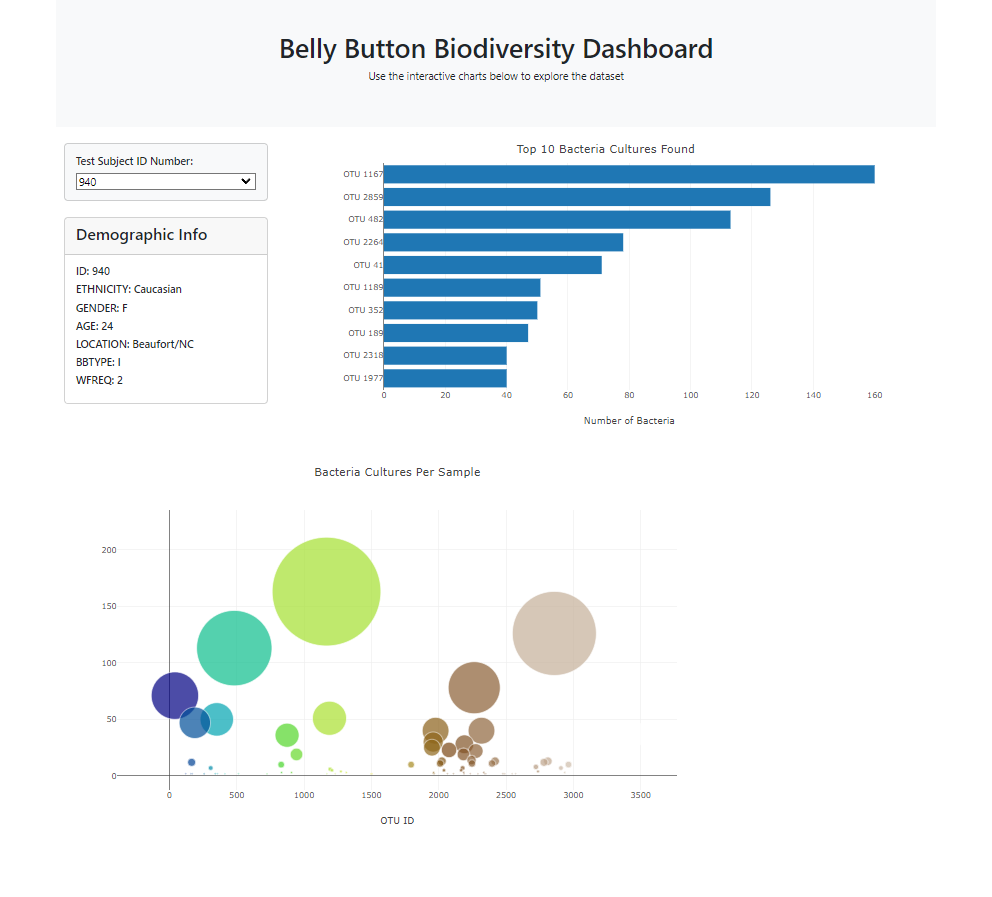 Belly Button Biodiversity Dashboard
Use the interactive charts below to explore the dataset
Test Subject ID Number:
940
Demographic Info
ID: 940
ETHNICITY: Caucasian
GENDER: F
AGE: 24
LOCATION: Beaufort/NC
BBTYPE: I
WFREQ: 2
Top 10 Bacteria Cultures Found
OTU 1167
OTU 2859
OTU 482
OTU 2264
OTU 41
OTU 1189
OTU 352
OTU 189
OTU 2318
OTU 1977
0 20 40 60 80 100 120 140 160
Number of Bacteria
Bacteria Cultures Per Sample
200
150
100
50
0
0 500 1000 1500 2000 2500 3000 3500
OTU ID